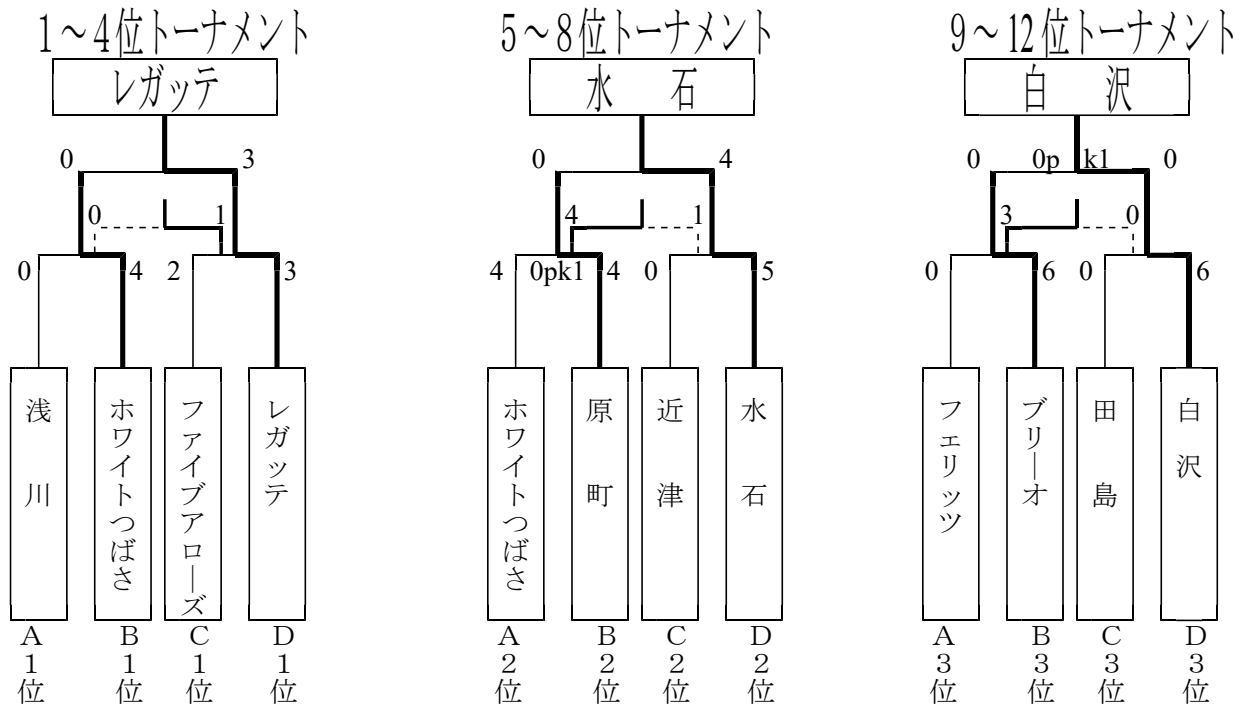 1～4位トーナメント
レガッテ
0 3
0 1
0 4 2 3
浅川
ホワイトつばさ
ファイブアローズ
レガッテ
A1位
B1位
C1位
D1位
5～8位トーナメント
水石
0 4
4 1
4 0pk1 4 0 5
ホワイトつばさ
原町
近津
水石
A2位
B2位
C2位
D2位
9～12位トーナメント
白沢
0 0pk1 0
3 0
0 6 0 6
フェリッツ
ブリーオ
田島
白沢
A3位
B3位
C3位
D3位